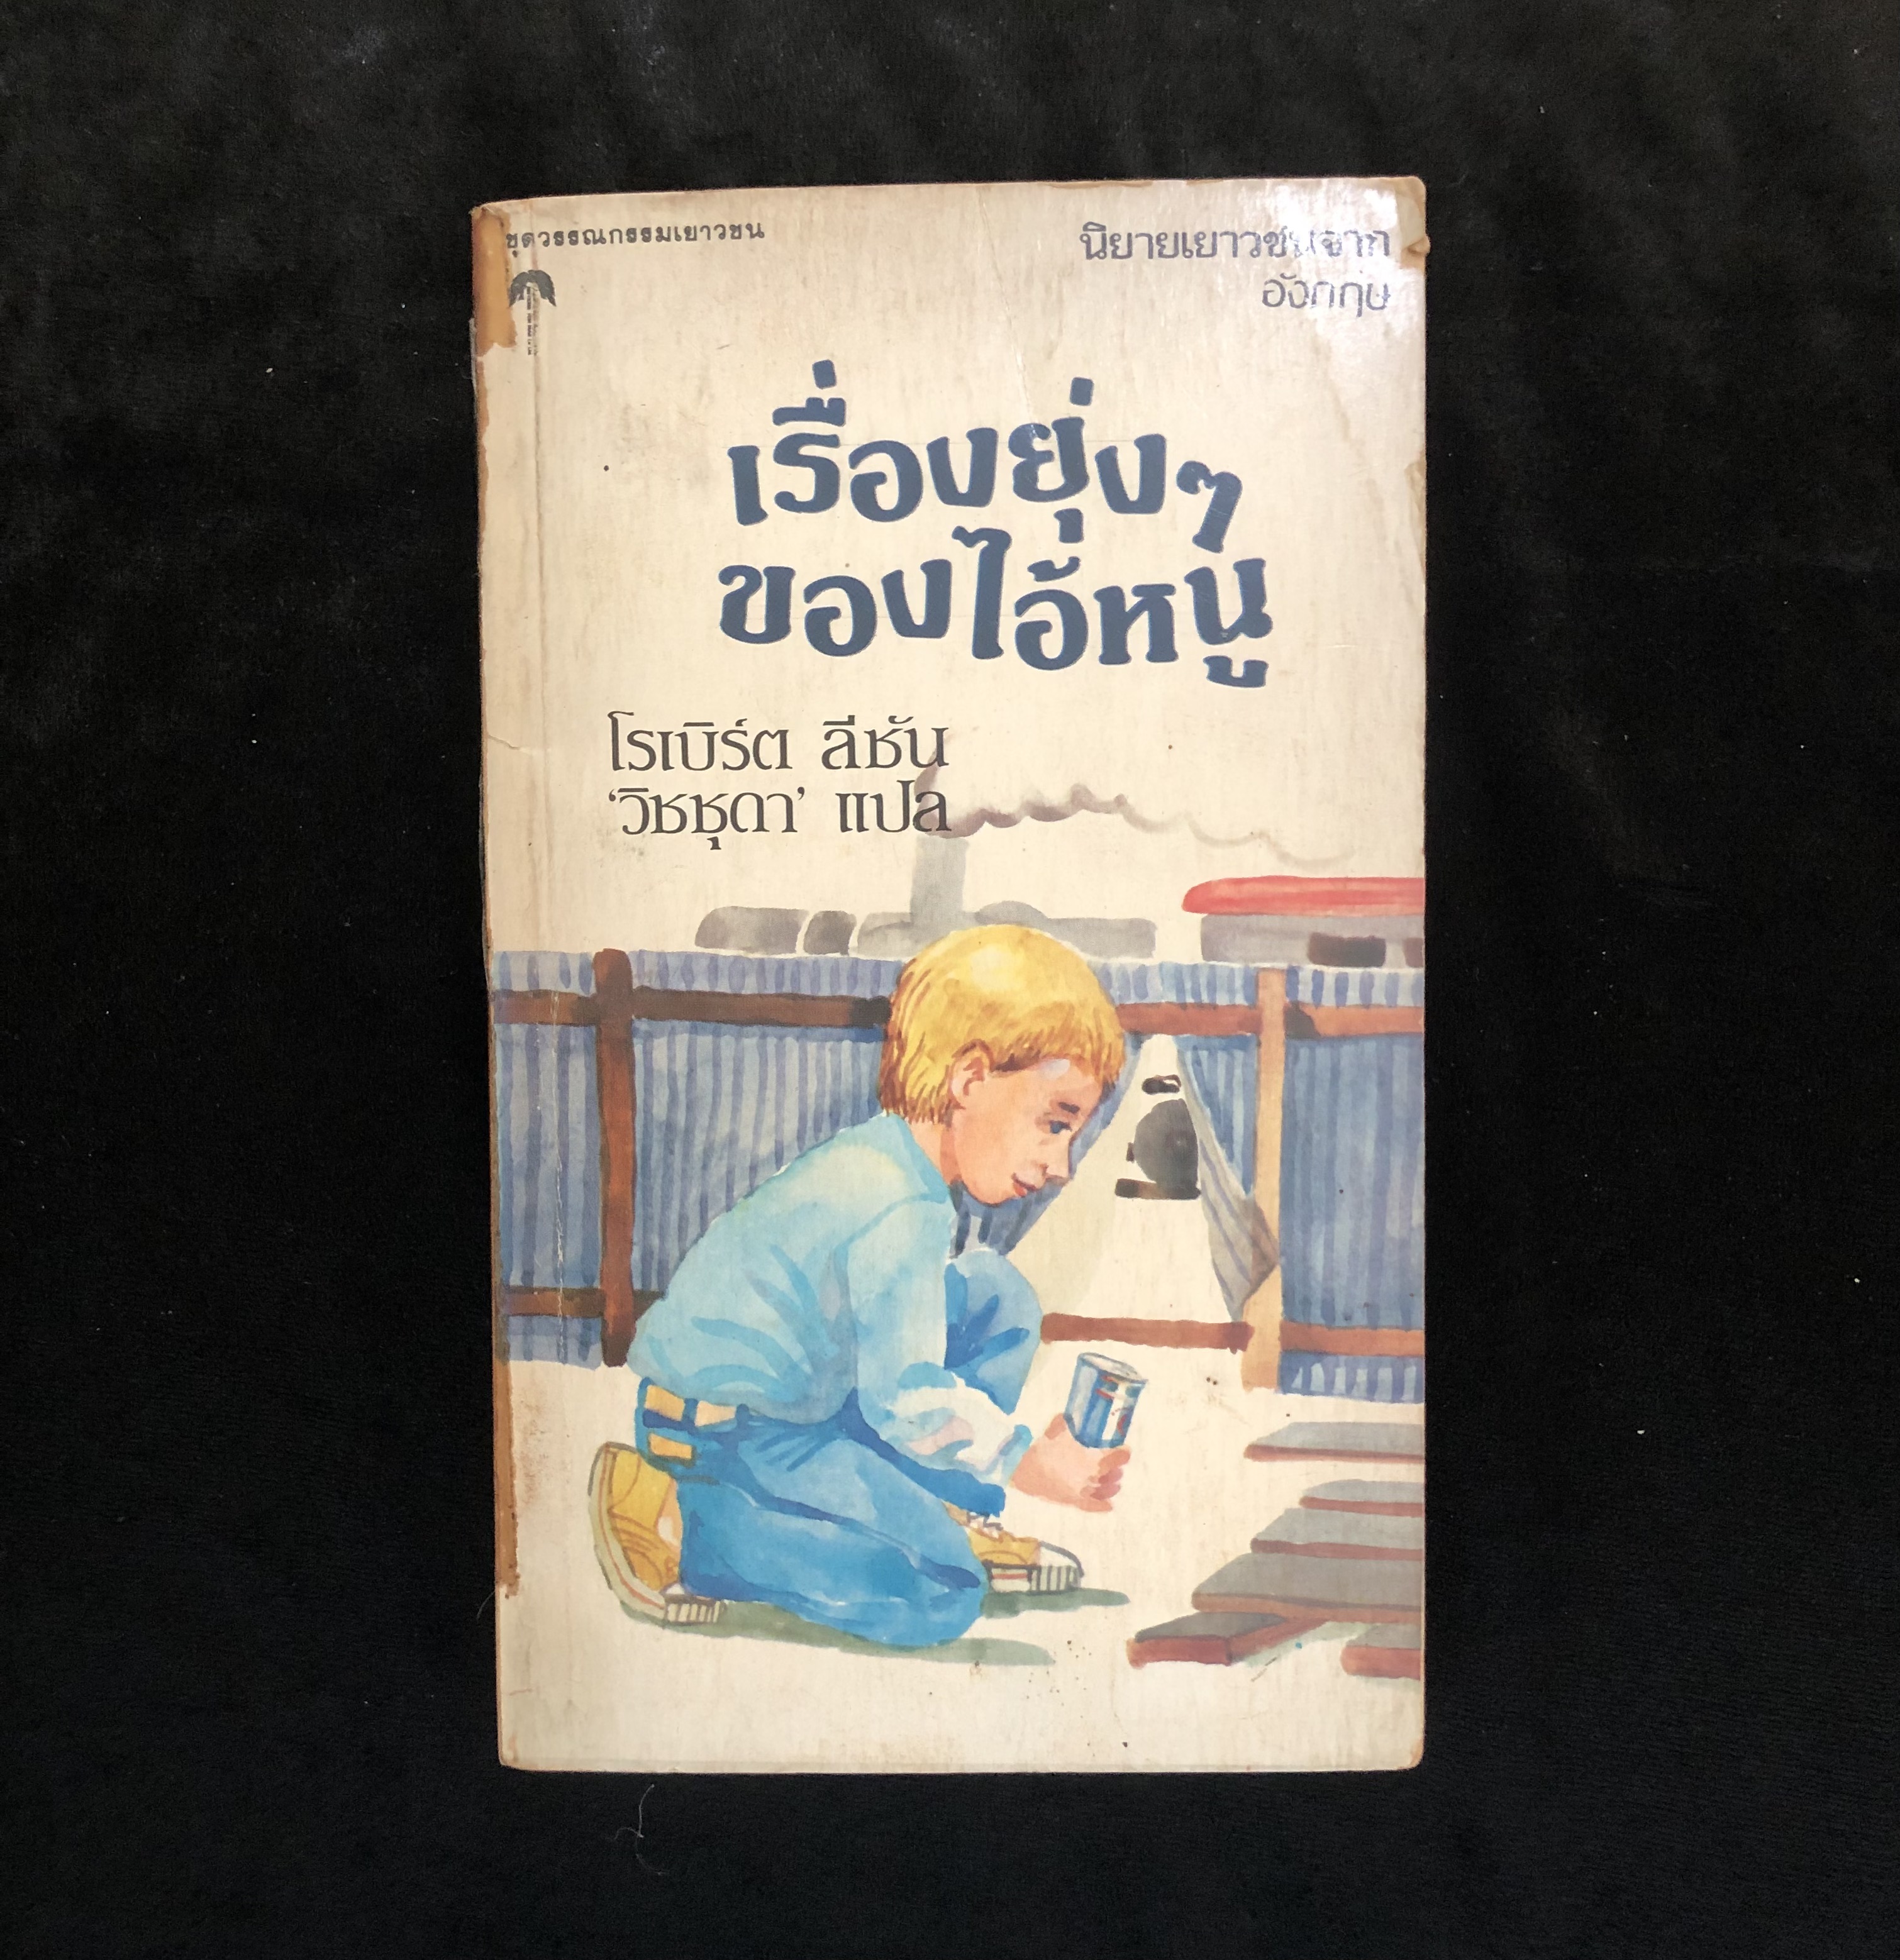 ชุดวรรณกรรมเยาวชน
นิยายเยาวชนจาก
อังกฤษ
เรื่องยุ่งๆ
ของไอ้หนู
โรเบิร์ต ลีชัน
‘วิชชุดา’ แปล